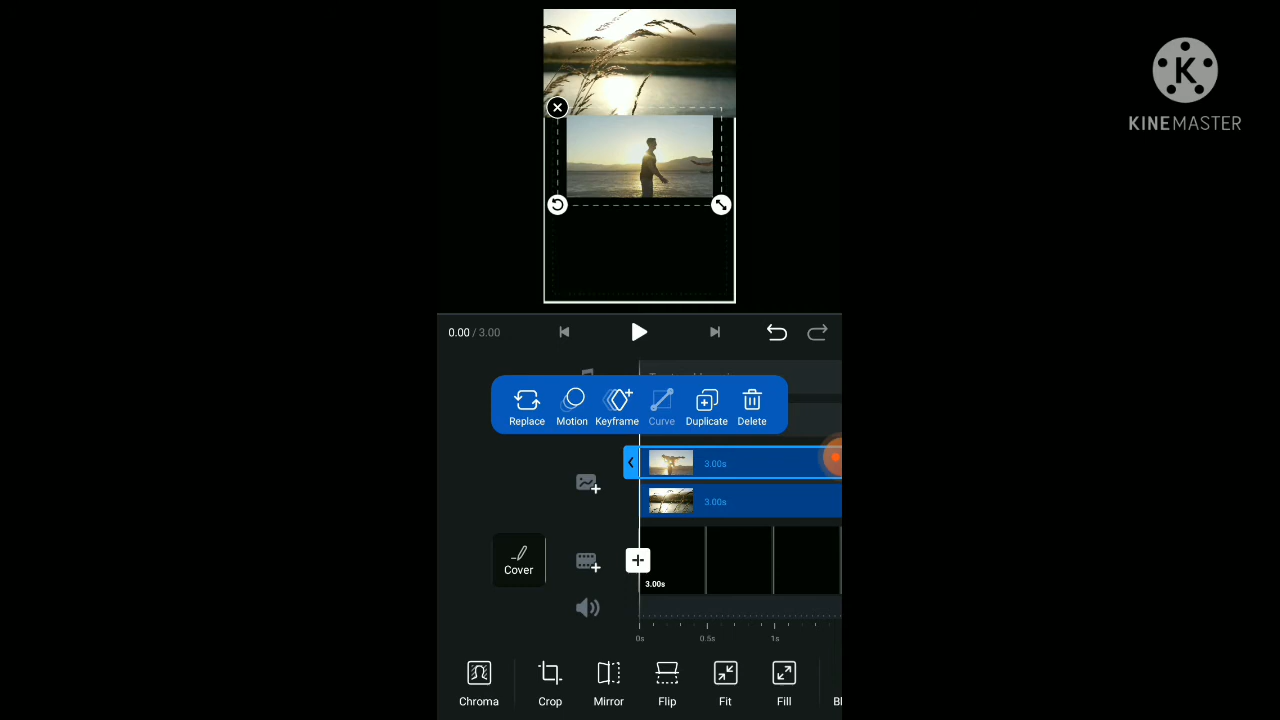 K
KINEMASTER
0.00 / 3.00
Replace Motion Keyframe Curve Duplicate Delete
3.00s
3.00s
Cover
3.00s
0s 0.5s 1s
Chroma Crop Mirror Flip Fit Fill